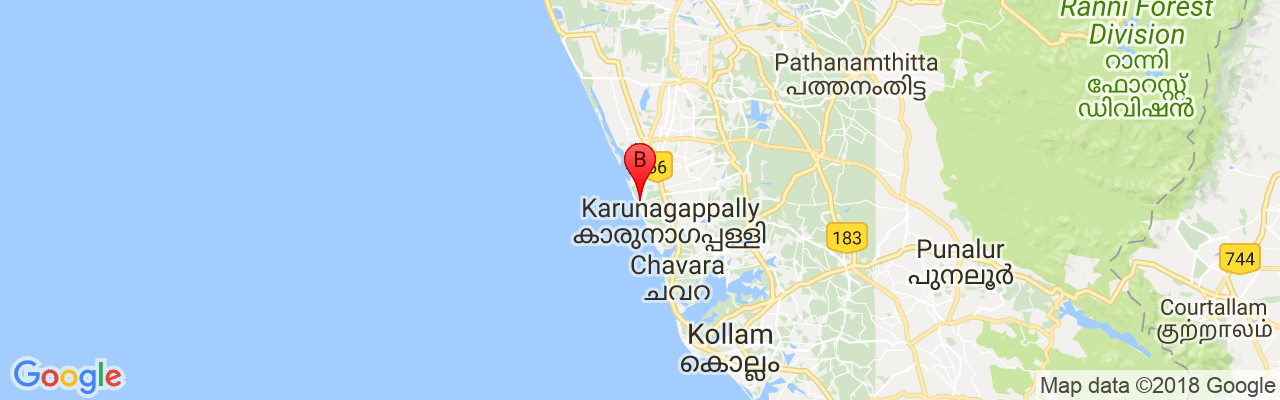 Ranni Forest
Division
റാന്നി
ഫോറസ്റ്റ്
ഡിവിഷൻ
Pathanamthitta
പത്തനംതിട്ട
B
66
Karunagappally
കാരുനാഗപ്പള്ളി
Chavara
ചവറ
183
Punalur
പുനലൂർ
744
Courtallam
குற்றாலம்
Kollam
കൊല്ലം
Google
Map data ©2018 Google